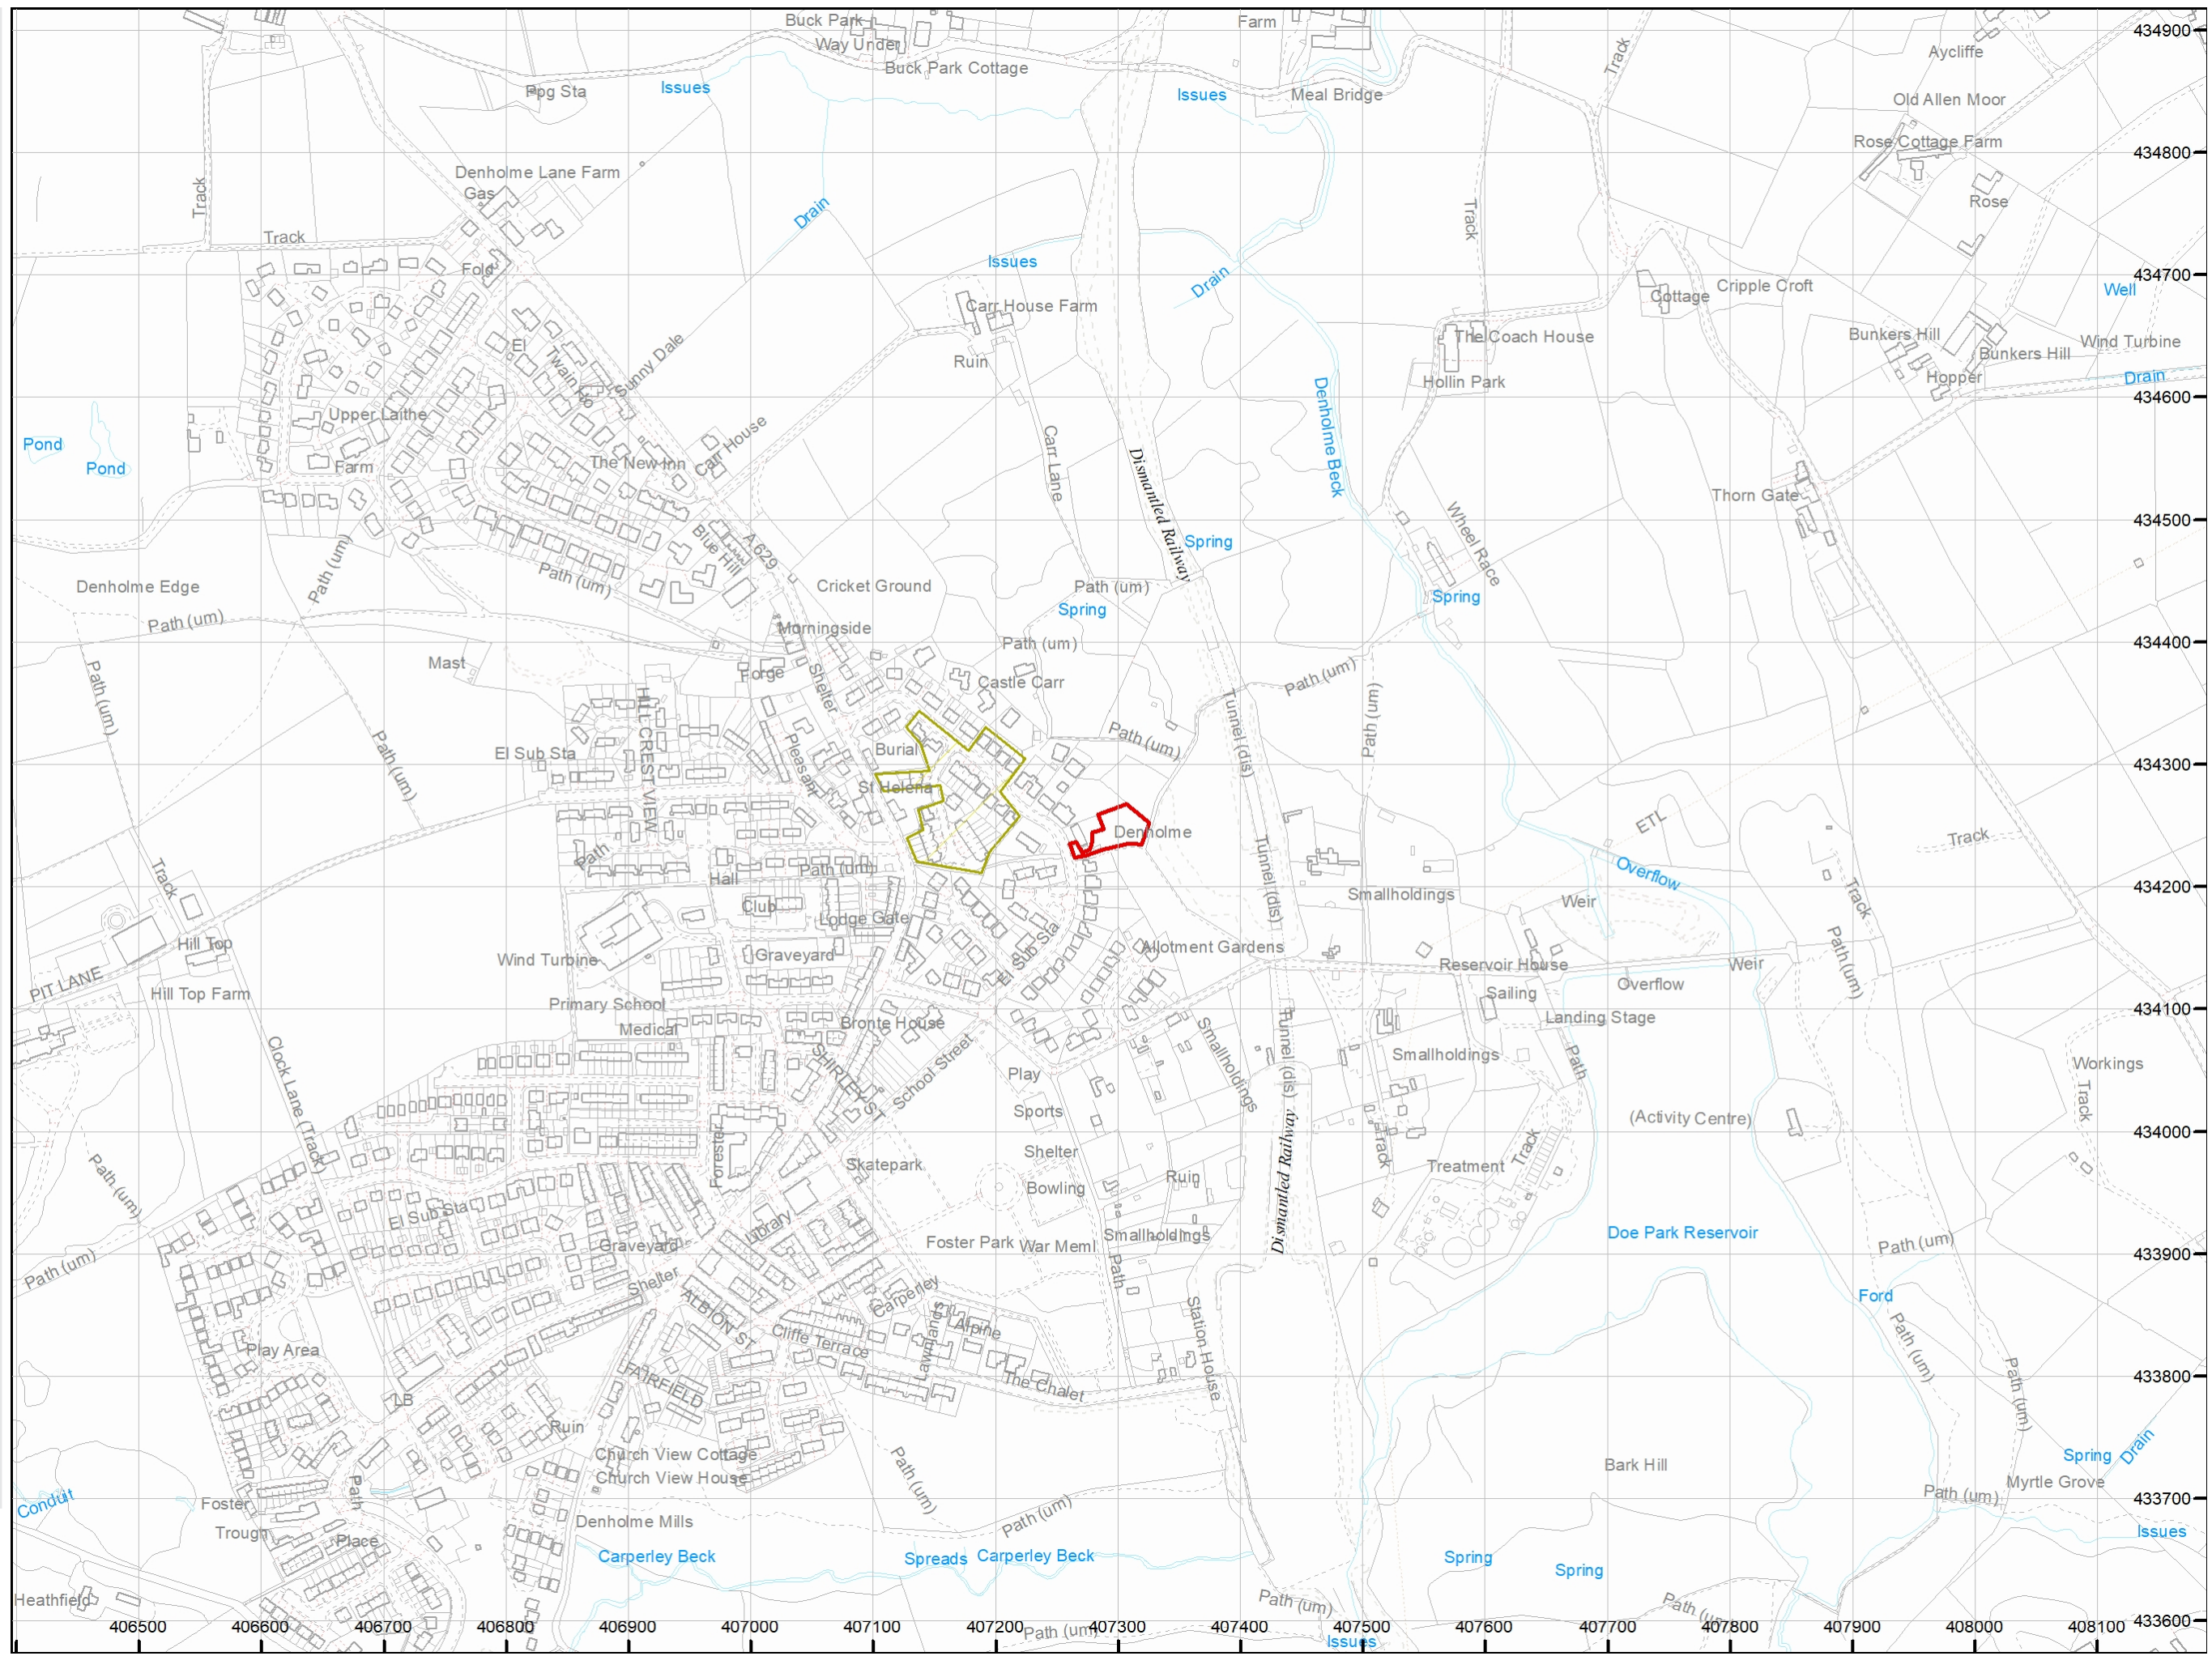 Buck Park
Farm
434900
Way Under
Aycliffe
Track
Buck Park Cottage
Ppg Sta
Issues
Issues
Meal Bridge
Old Allen Moor
Rose Cottage Farm
434800
Denholme Lane Farm
Track
Gas
Rose
Drain
Track
Track
Issues
Fold
434700
Drain
Cripple Croft
Well
Cottage
Carr House Farm
The Coach House
Bunkers Hill
Wind Turbine
El
Twain Rd
Sunny Dale
Ruin
Bunkers Hill
Hollin Park
Hopper
Drain
434600
Upper Laithe
Denholme Beck
Pond
Pond
Carr House
The New Inn
Farm
Carr Lane
Dismantled Railway
Thorn Gate
434500
Wheel Race
A 629
Blue Hill
Spring
Path (um)
Path (um)
Denholme Edge
Cricket Ground
Path (um)
Spring
Spring
Path (um)
Morningside
434400
Path (um)
Mast
Path (um)
Forge
Shelter
Castle Carr
Path (um)
HILL CREST VIEW
Path (um)
Tunnel (dis)
Path (um)
Path (um)
El Sub Sta
Pleasant
Burial
434300
St Helena
Denholme
ETL
Track
Path
Hall
Path (um)
Track
Tunnel (dis)
Overflow
434200
Club
Lodge Gate
Smallholdings
Weir
Track
Hill Top
Wind Turbine
Graveyard
El Sub Sta
Allotment Gardens
Reservoir House
Weir
Path (um)
PIT LANE
Hill Top Farm
Overflow
Sailing
Primary School
434100
Medical
Bronte House
Landing Stage
Clock Lane (Track)
SHIRLEY ST
School Street
Play
Smallholdings
Tunnel (dis)
Smallholdings
Path
Workings
Track
Sports
(Activity Centre)
434000
Path (um)
Forester
Skatepark
Shelter
Track
Track
Treatment
Bowling
Ruin
El Sub Sta
Library
Dismantled Railway
Graveyard
Foster Park
War Meml
Smallholdings
Doe Park Reservoir
Path (um)
433900
Path (um)
Shelter
Path
Ford
ALBION ST
Carperley
Alpine
Station House
Path (um)
Play Area
Cliffe Terrace
Lawnlands
FAIRFIELD
The Chalet
433800
Path (um)
LB
Ruin
Church View Cottage
Church View House
Path (um)
Bark Hill
Spring
Drain
Myrtle Grove
Conduit
Foster
Path
Path (um)
Path (um)
433700
Trough
Place
Denholme Mills
Issues
Carperley Beck
Spreads
Carperley Beck
Spring
Spring
Heathfield
Path (um)
Path (um)
433600
406500
406600
406700
406800
406900
407000
407100
407200
407300
407400
407500
407600
407700
407800
407900
408000
408100
Path (um)
Issues